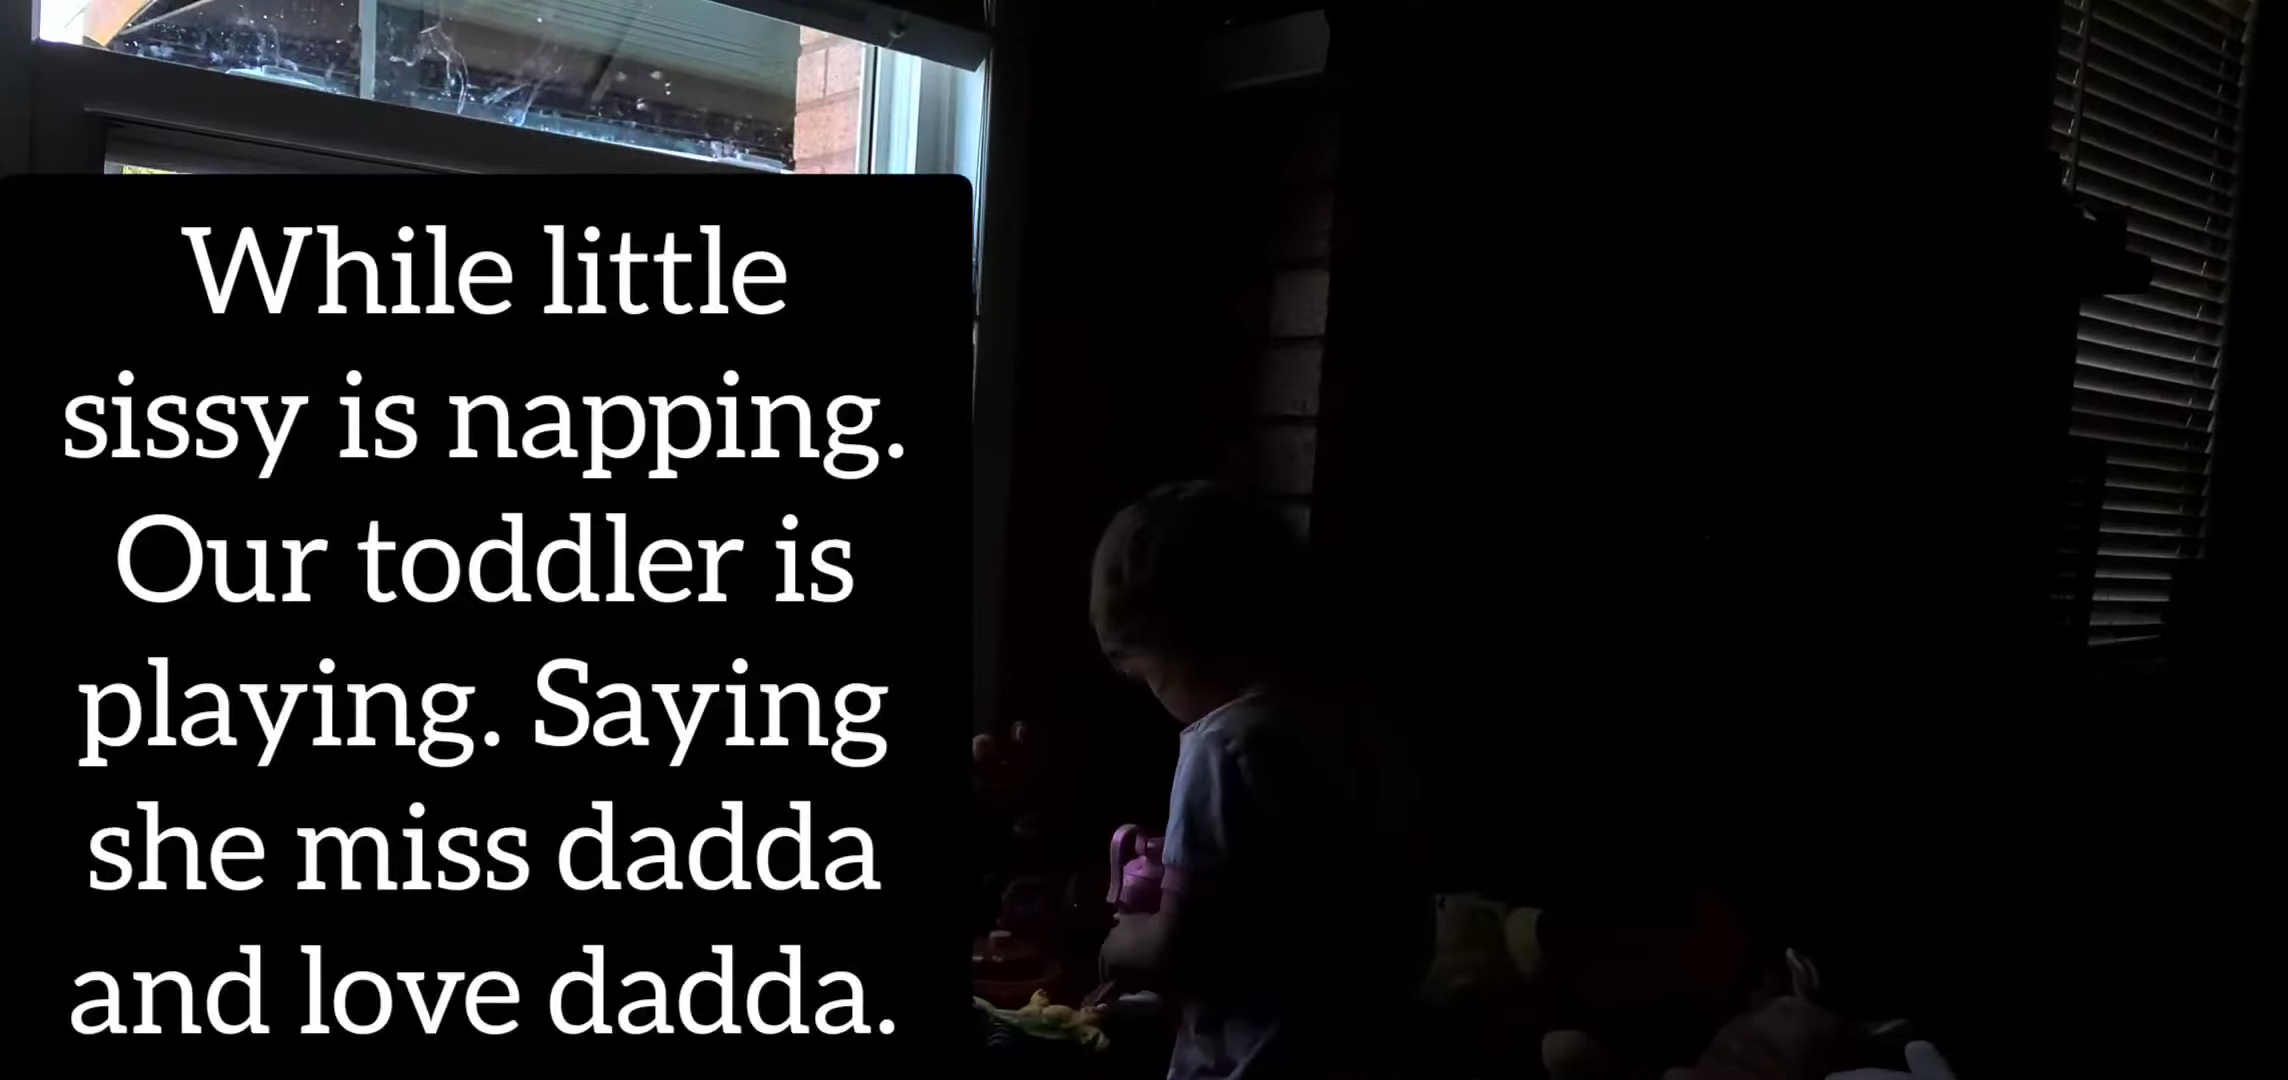 While little
sissy is napping.
Our toddler is
playing. Saying
she miss dadda
and love dadda.